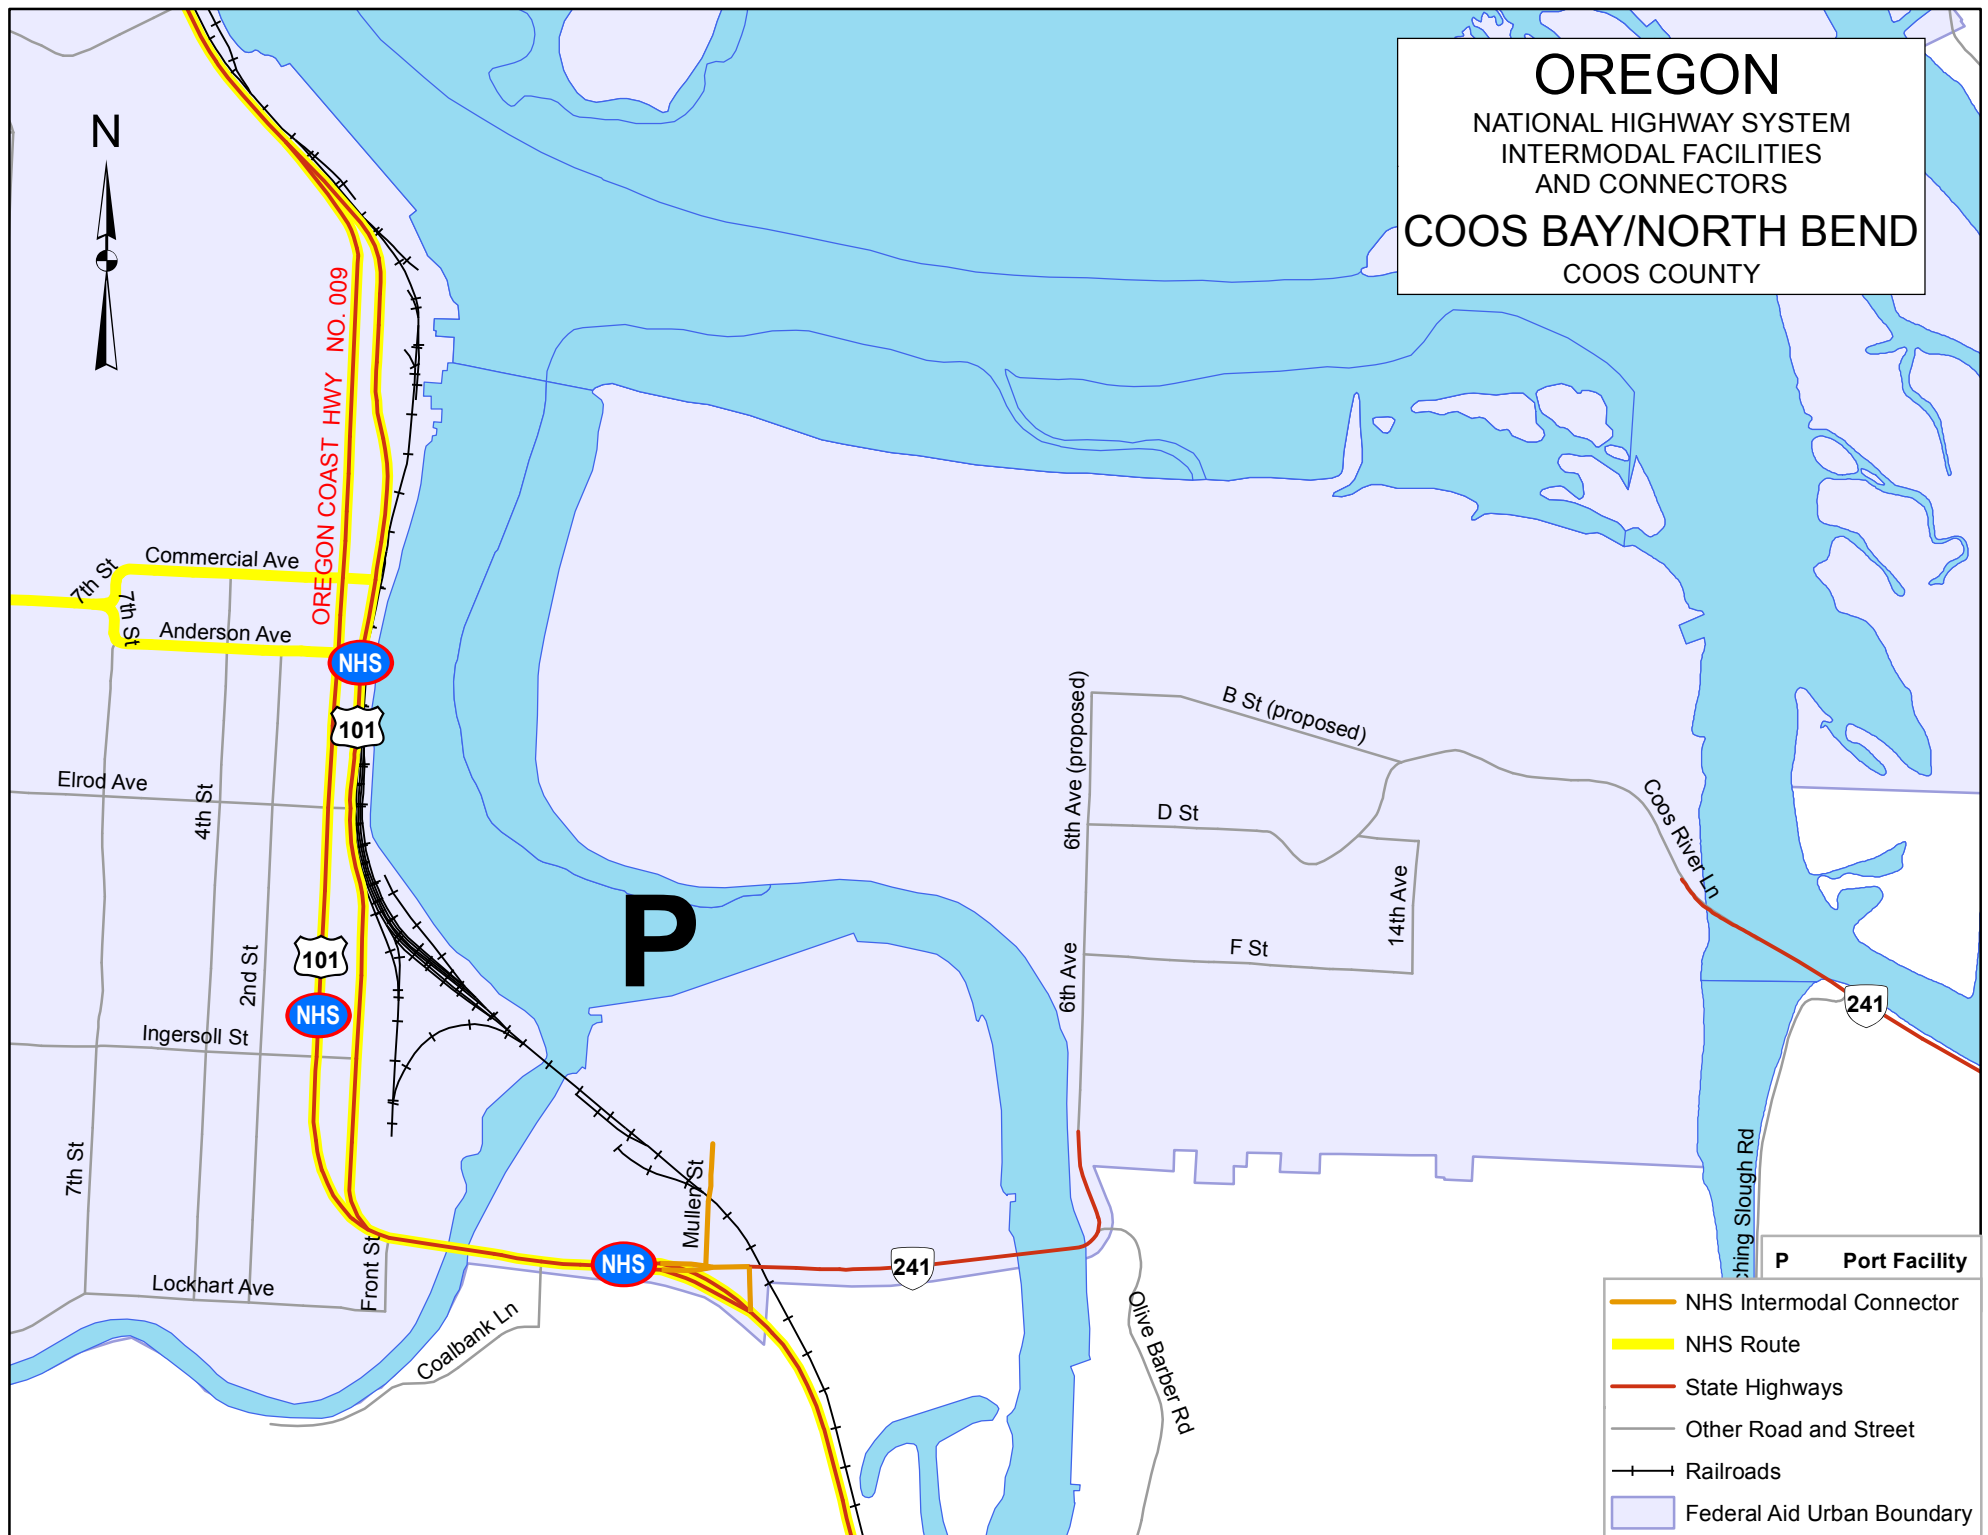 OREGON
NATIONAL HIGHWAY SYSTEM
INTERMODAL FACILITIES
AND CONNECTORS
COOS BAY/NORTH BEND
COOS COUNTY
N
OREGON COAST HWY NO. 009
Commercial Ave
7th St
7th St
Anderson Ave
NHS
101
Elrod Ave
4th St
2nd St
101
NHS
Ingersoll St
7th St
Lockhart Ave
Front St
Coalbank Ln
P
Mullen St
NHS
241
6th Ave (proposed)
B St (proposed)
D St
14th Ave
F St
6th Ave
Coos River Ln
241
Olive Barber Rd
ching Slough Rd
P Port Facility
NHS Intermodal Connector
NHS Route
State Highways
Other Road and Street
Railroads
Federal Aid Urban Boundary